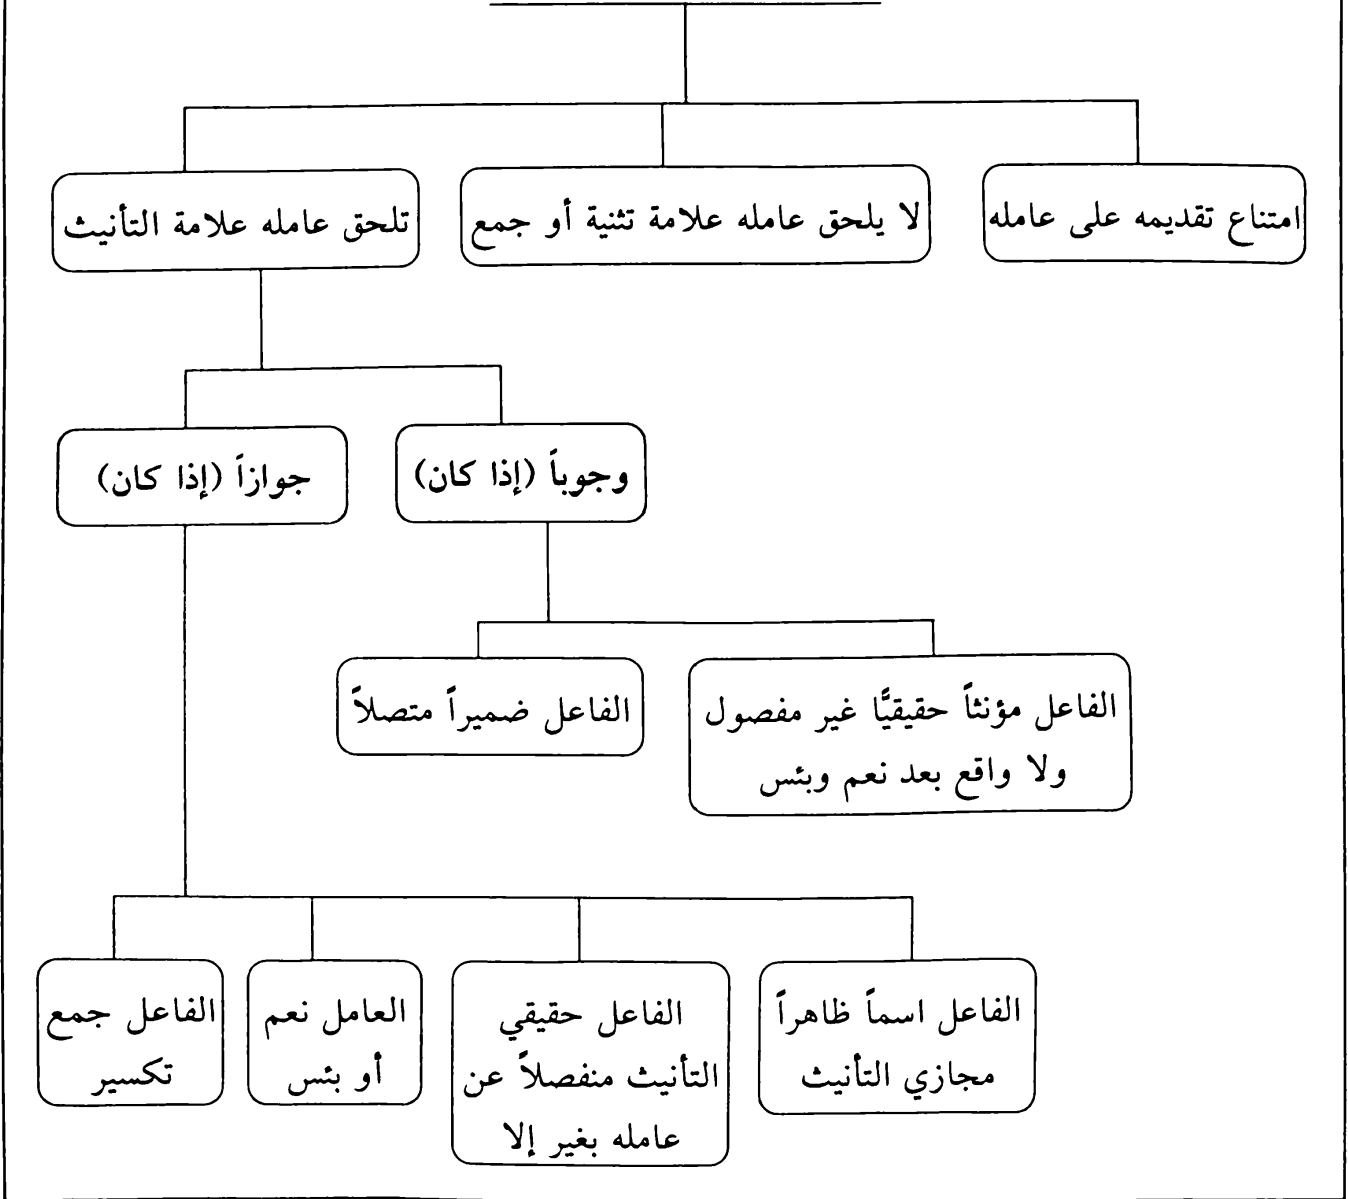 امتناع تقديمه على عامله
لا يلحق عامله علامة تثنية أو جمع
تلحق عامله علامة التأنيث
وجوباً (إذا كان)
جوازاً (إذا كان)
الفاعل مؤنثاً حقيقيًّا غير مفصول
ولا واقع بعد نعم وبئس
الفاعل ضميراً متصلاً
الفاعل اسماً ظاهراً
مجازي التأنيث
الفاعل حقيقي
التأنيث منفصلاً عن
عامله بغير إلا
العامل نعم
أو بئس
الفاعل جمع
تكسير